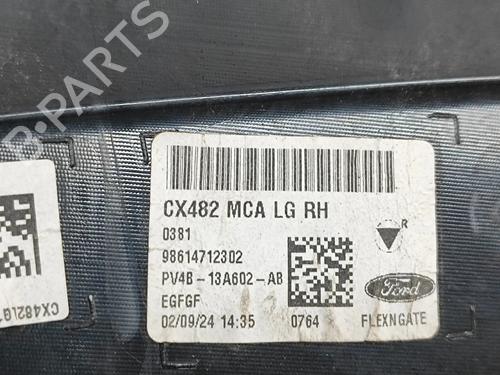 B-PARTS
CX482 MCA LG RH
0381
98614712302
PV4B-13A602-AB
EGFGF
02/09/24 14:35 0764
R
Ford
FLEXNGATE
CX482LG